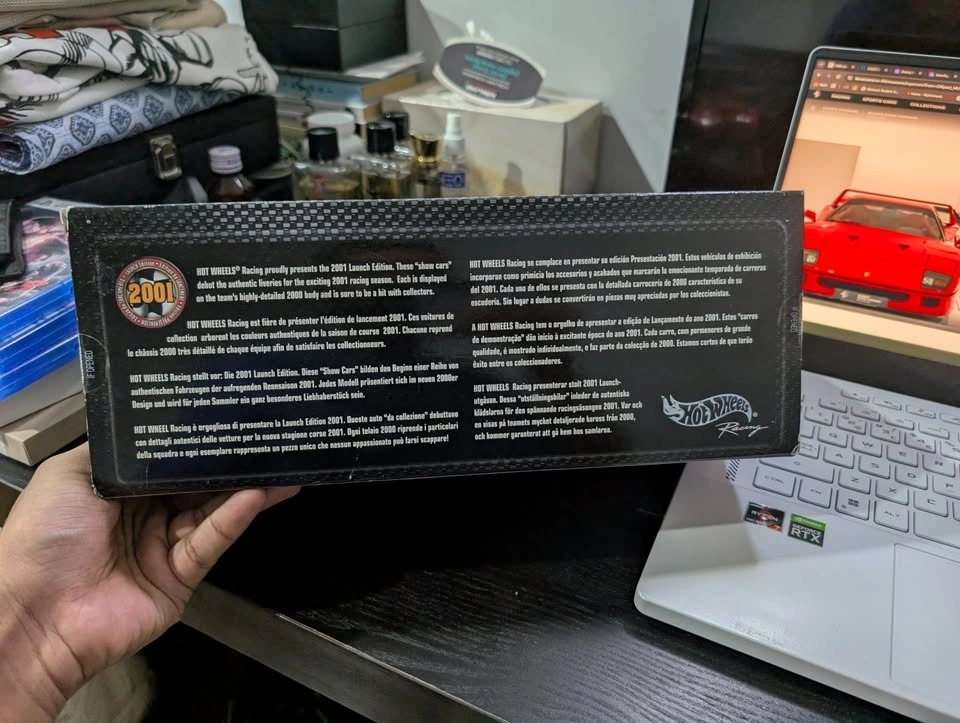 2001
HOT WHEELS® Racing proudly presents the 2001 Launch Edition. These "show cars"
debut the authentic liveries for the exciting 2001 racing season. Each is displayed
on the team's highly-detailed 2000 body and is sure to be a hit with collectors.
HOT WHEELS Racing est fière de présenter l'édition de lancement 2001. Ces voitures de
collection arborent les couleurs authentiques de la saison de course 2001. Chacune reprend
le châssis 2000 très détaillé de chaque équipe afin de satisfaire les collectionneurs.
HOT WHEELS Racing stellt vor: Die 2001 Launch Edition. Diese "Show Cars" bilden den Beginn einer Reihe von
authentischen Fahrzeugen der aufregenden Rennsaison 2001. Jedes Modell präsentiert sich im neuen 2000er
Design und wird für jeden Sammler ein ganz besonderes Liebhaberstück sein.
HOT WHEEL Racing è orgogliosa di presentare la Launch Edition 2001. Queste auto "da collezione" debuttano
con dettagli autentici delle vetture per la nuova stagione corse 2001. Ogni telaio 2000 riprende i particolari
della squadra e ogni esemplare rappresenta un pezzo unico che nessun appassionato può farsi scappare!
HOT WHEELS Racing se complace en presentar su edición Presentación 2001. Estos vehículos de exhibición
incorporan como primicia los accesorios y acabados que marcarán la emocionante temporada de carreras
del 2001. Cada uno de ellos se presenta con la detallada carrocería de 2000 característica de su
escudería. Sin lugar a dudas se convertirán en piezas muy apreciadas por los coleccionistas.
A HOT WHEELS Racing tem o orgulho de apresentar a edição de Lançamento do ano 2001. Estes "carros
de demonstração" dão início à excitante época do ano 2001. Cada carro, com pormenores de grande
qualidade, é mostrado individualmente, e faz parte da colecção de 2000. Estamos certos de que terão
êxito entre os coleccionadores.
HOT WHEELS Racing presenterar stolt 2001 Launch-
utgåvan. Dessa "utställningsbilar" inleder de autentiska
klädslarna för den spännande racingsäsongen 2001. Var och
en visas på teamets mycket detaljerade kaross från 2000,
och kommer garanterat att gå hem hos samlarna.
HOT WHEELS®
Racing™
IF OPENED
SPORTS CARS
COLLECTIONS
RYZEN
NVIDIA
GEFORCE
RTX
CTRL
FN
ALT